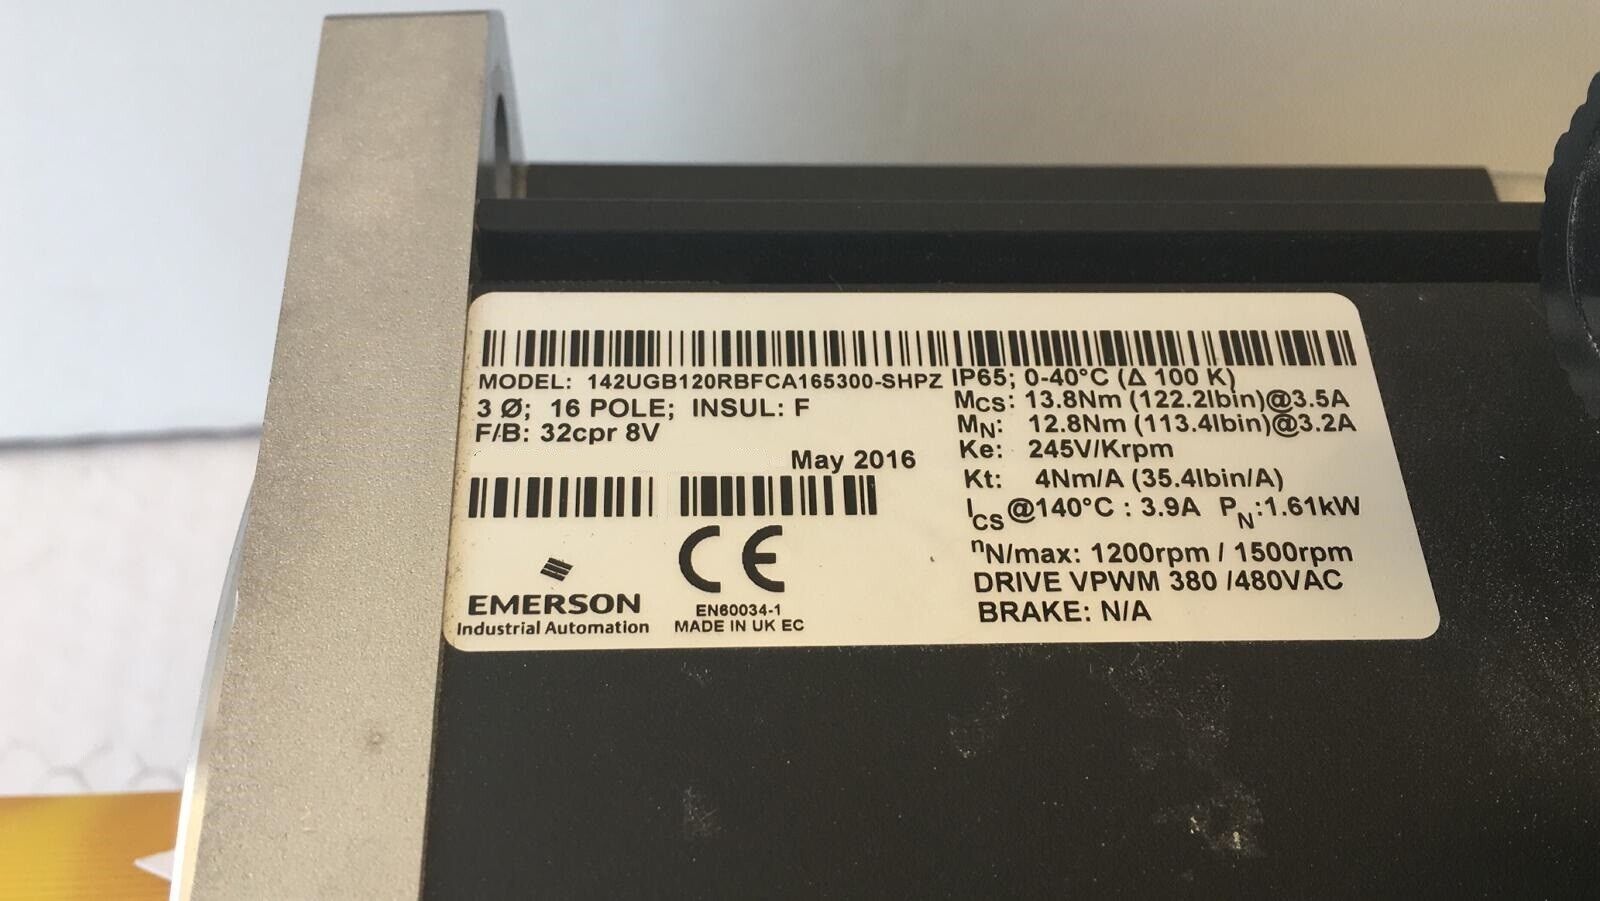 MODEL: 142UGB120RBFCA165300-SHPZ
3 Ø; 16 POLE; INSUL: F
F/B: 32cpr 8V
May 2016
EMERSON
Industrial Automation
CE
EN60034-1
MADE IN UK EC
IP65; 0-40°C (Δ 100 K)
MCS: 13.8Nm (122.2lbin)@3.5A
MN: 12.8Nm (113.4lbin)@3.2A
Ke: 245V/Krpm
Kt: 4Nm/A (35.4lbin/A)
ICS @140°C : 3.9A PN:1.61kW
nN/max: 1200rpm / 1500rpm
DRIVE VPWM 380 /480VAC
BRAKE: N/A